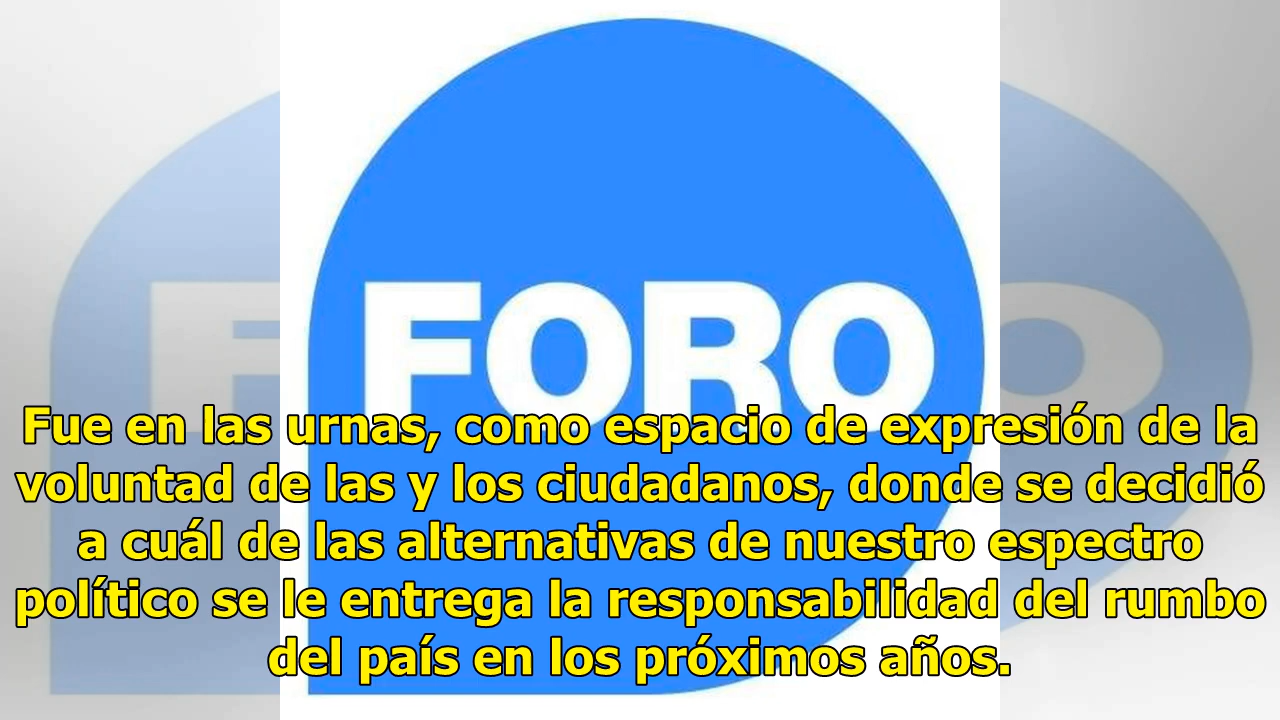 FORO
Fue en las urnas, como espacio de expresión de la
voluntad de las y los ciudadanos, donde se decidió
a cuál de las alternativas de nuestro espectro
político se le entrega la responsabilidad del rumbo
del país en los próximos años.